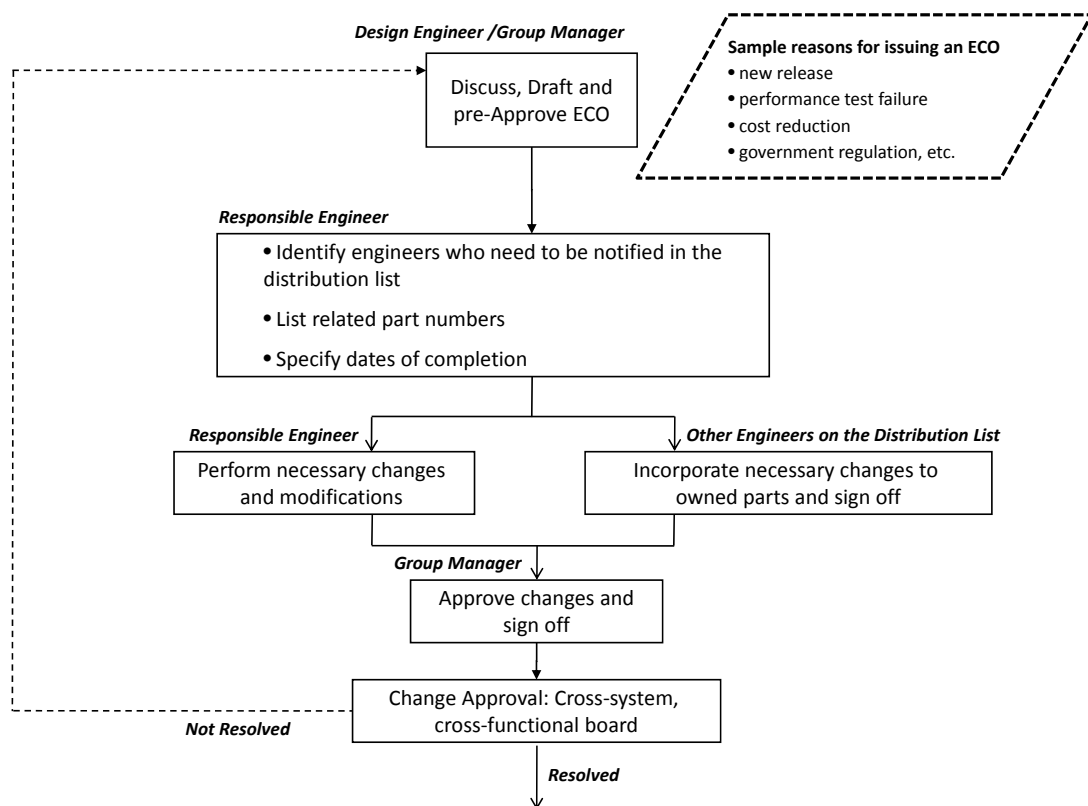 Design Engineer /Group Manager
Discuss, Draft and
pre-Approve ECO
Sample reasons for issuing an ECO
• new release
• performance test failure
• cost reduction
• government regulation, etc.
Responsible Engineer
• Identify engineers who need to be notified in the
distribution list
• List related part numbers
• Specify dates of completion
Responsible Engineer
Perform necessary changes
and modifications
Other Engineers on the Distribution List
Incorporate necessary changes to
owned parts and sign off
Group Manager
Approve changes and
sign off
Change Approval: Cross-system,
cross-functional board
Not Resolved
Resolved